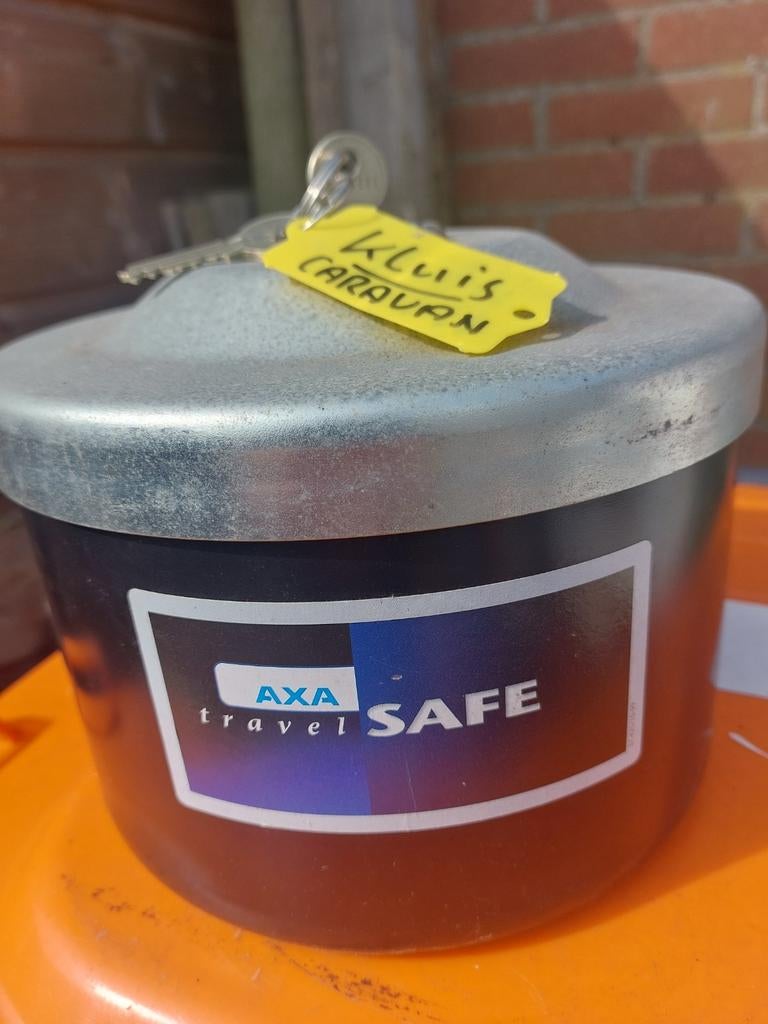 Kluis
CARAVAN
AXA
travel SAFE